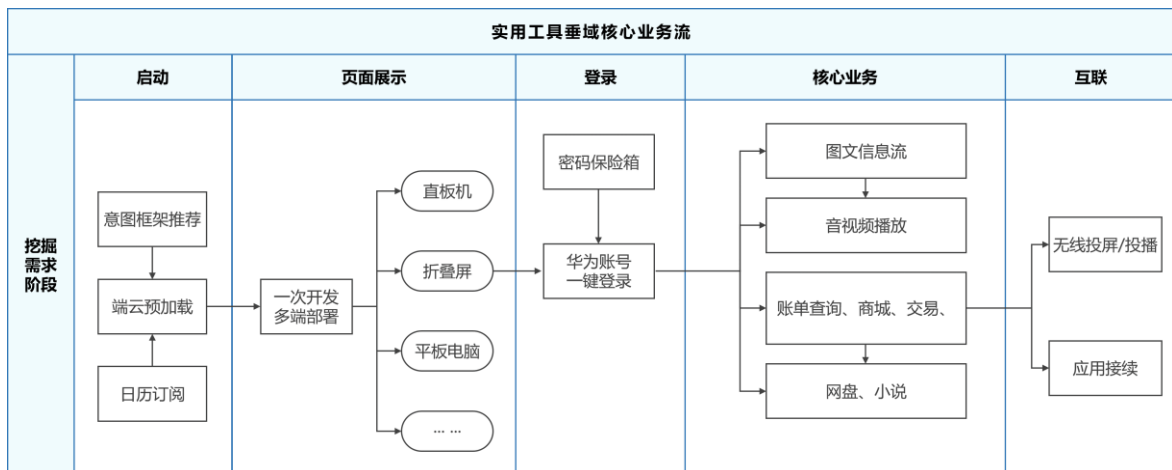 实用工具垂域核心业务流
启动
页面展示
登录
核心业务
互联
挖掘
需求
阶段
意图框架推荐
端云预加载
日历订阅
一次开发
多端部署
直板机
折叠屏
平板电脑
... ...
密码保险箱
华为账号
一键登录
图文信息流
音视频播放
账单查询、商城、交易、
网盘、小说
无线投屏/投播
应用接续